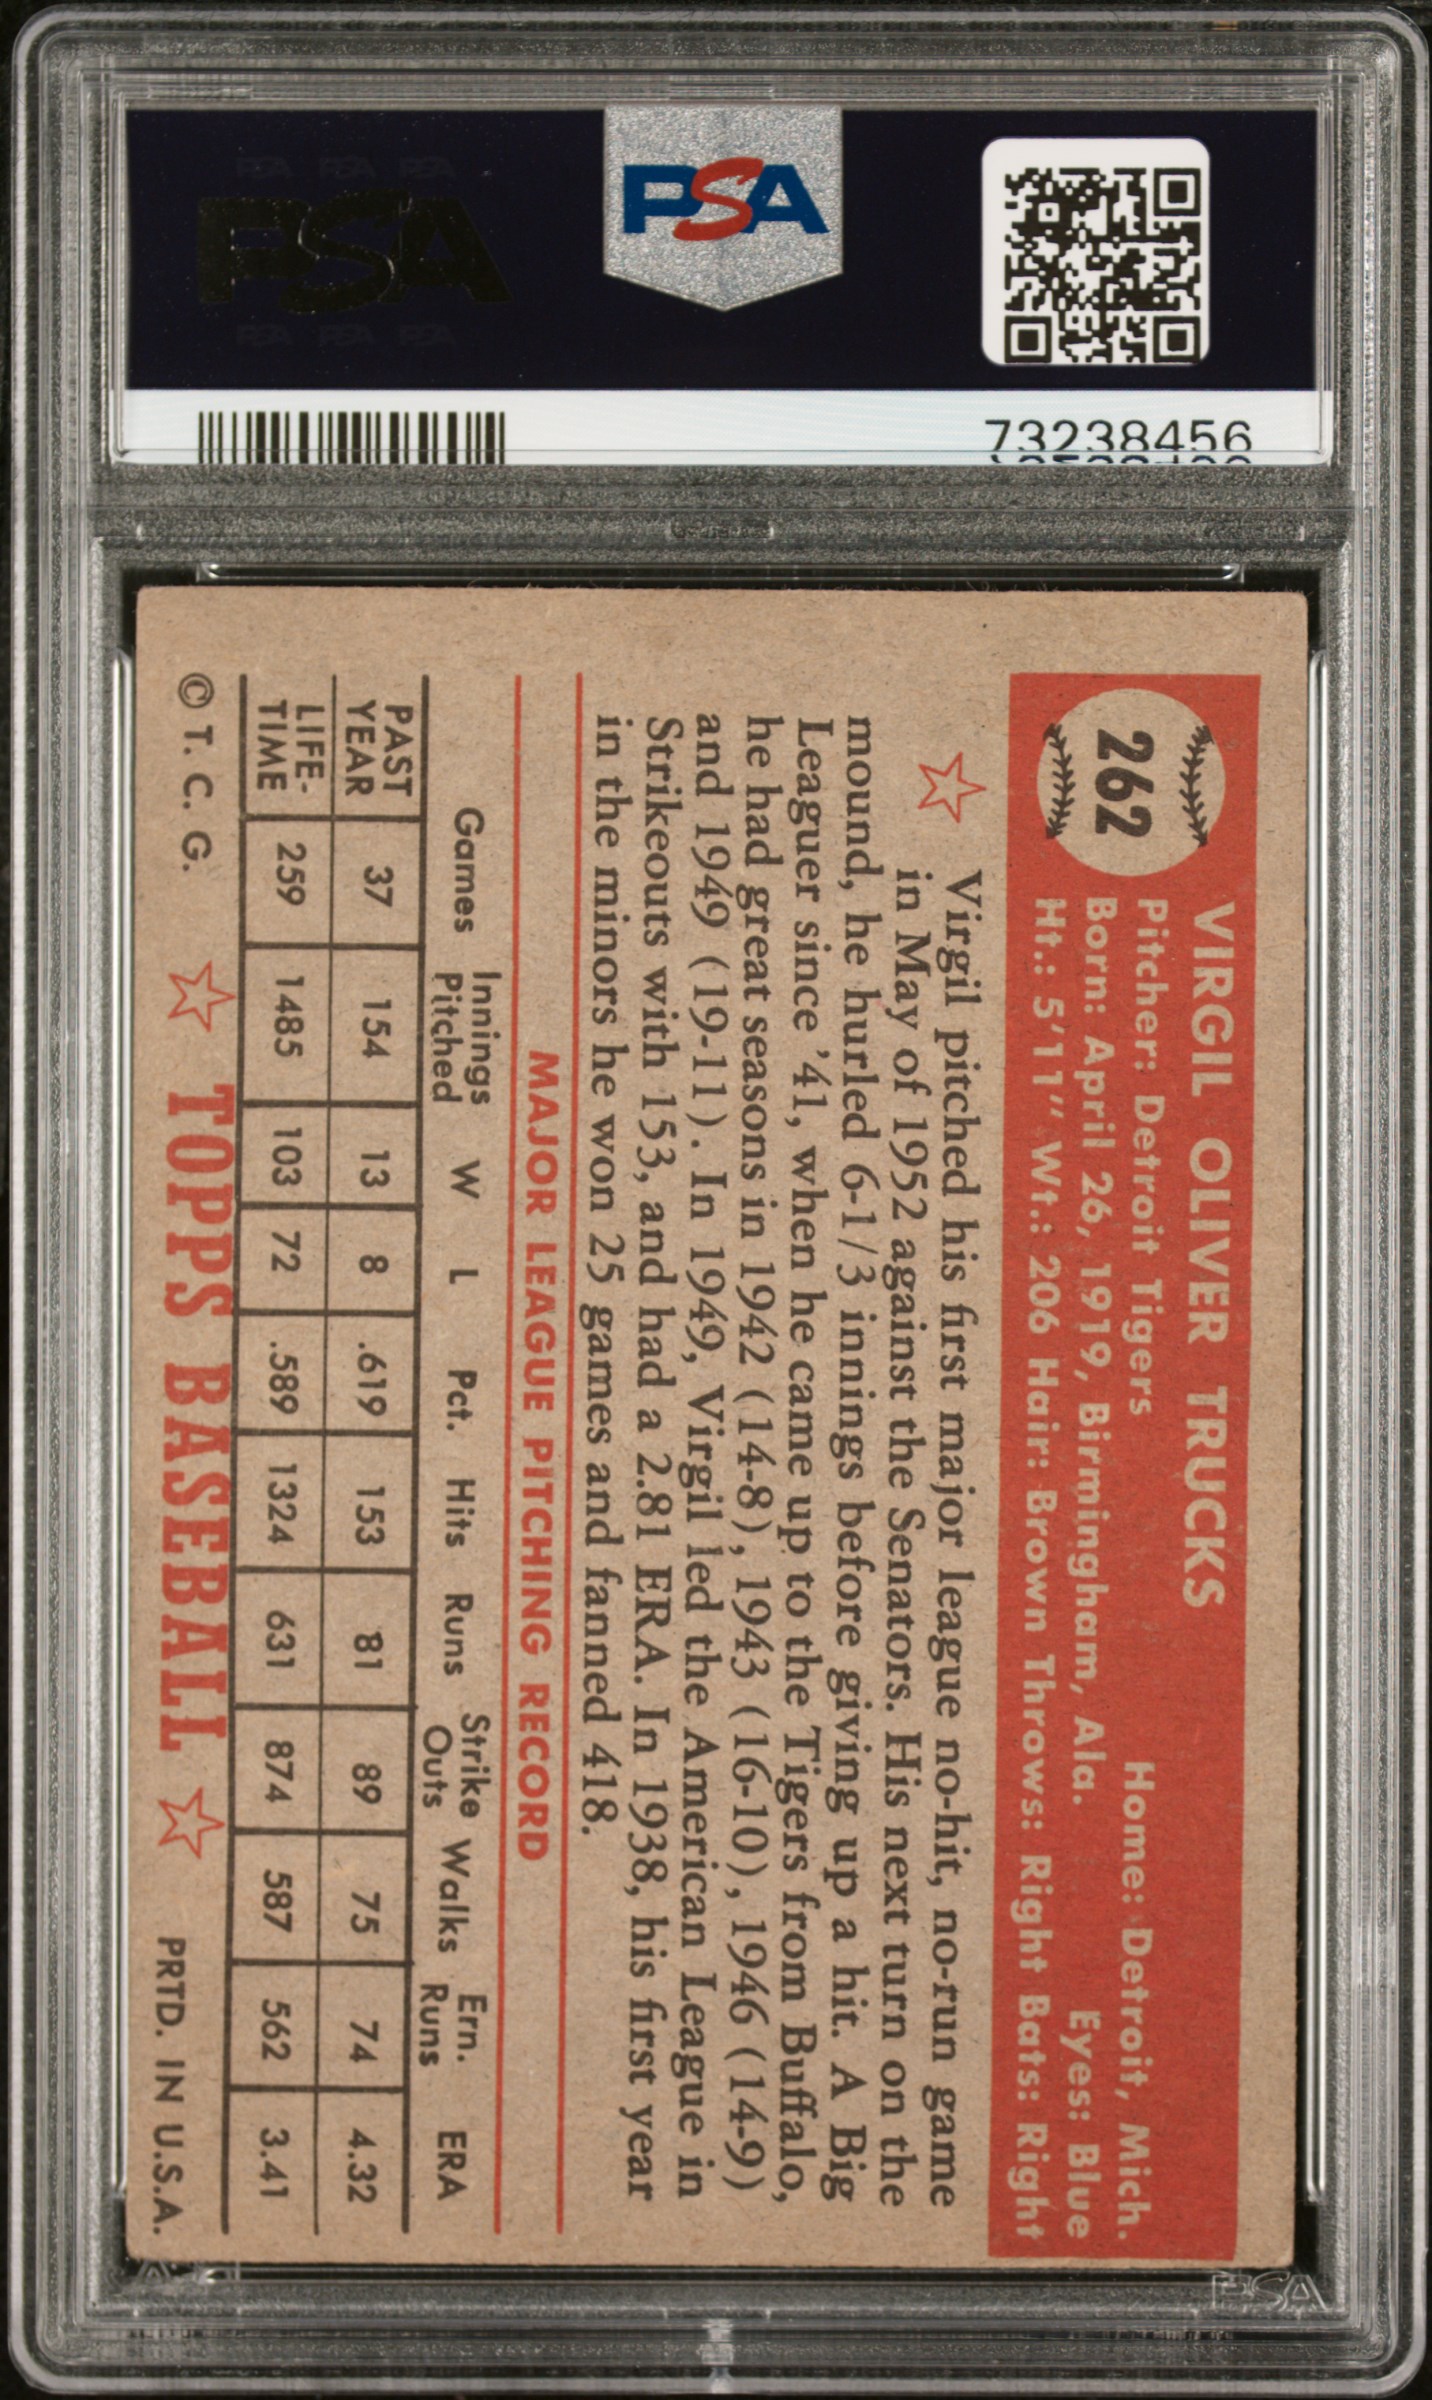 PSA
PSA PSA PSA
PSA
PSA PSA PSA
73238456
262
VIRGIL OLIVER TRUCKS
Pitcher: Detroit Tigers Home: Detroit, Mich.
Born: April 26, 1919, Birmingham, Ala. Eyes: Blue
Ht.: 5'11" Wt.: 206 Hair: Brown Throws: Right Bats: Right
Virgil pitched his first major league no-hit, no-run game
in May of 1952 against the Senators. His next turn on the
mound, he hurled 6-1/3 innings before giving up a hit. A Big
Leaguer since '41, when he came up to the Tigers from Buffalo,
he had great seasons in 1942 (14-8), 1943 (16-10), 1946 (14-9)
and 1949 (19-11). In 1949, Virgil led the American League in
Strikeouts with 153, and had a 2.81 ERA. In 1938, his first year
in the minors he won 25 games and fanned 418.
MAJOR LEAGUE PITCHING RECORD
Games Innings Pitched W L Pct. Hits Runs Strike Outs Walks Ern. Runs ERA
PAST YEAR 37 154 13 8 .619 153 81 89 75 74 4.32
LIFE-TIME 259 1485 103 72 .589 1324 631 874 587 562 3.41
© T. C. G. TOPPS BASEBALL PRTD. IN U.S.A.
PSA